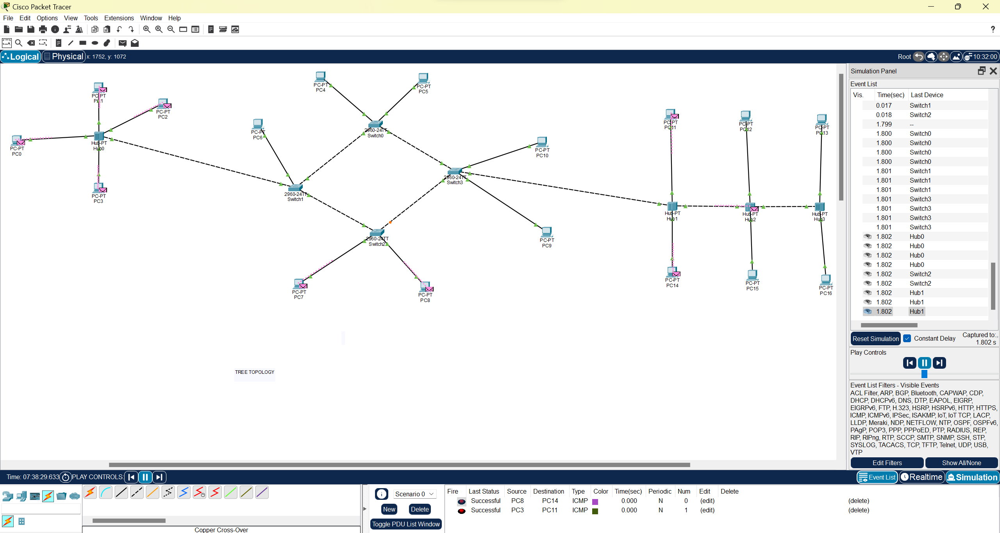 Cisco Packet Tracer
File Edit Options View Tools Extensions Window Help
?
Logical Physical x: 1752, y: 1072
Root 10:32:00
PC-PT
PC1
PC-PT
PC2
PC-PT
PC0
Hub-PT
Hub0
PC-PT
PC3
PC-PT
PC4
PC-PT
PC5
PC-PT
PC6
2960-24TT
Switch0
PC-PT
PC10
2960-24TT
Switch3
2960-24TT
Switch1
2960-24TT
Switch2
PC-PT
PC9
PC-PT
PC7
PC-PT
PC8
PC-PT
PC11
PC-PT
PC12
PC-PT
PC13
Hub-PT
Hub1
Hub-PT
Hub2
Hub-PT
Hub3
PC-PT
PC14
PC-PT
PC15
PC-PT
PC16
TREE TOPOLOGY
Simulation Panel
Event List
Vis. Time(sec) Last Device
0.017 Switch1
0.018 Switch2
1.799 --
1.800 Switch0
1.800 Switch0
1.800 Switch0
1.800 Switch0
1.801 Switch1
1.801 Switch1
1.801 Switch1
1.801 Switch3
1.801 Switch3
1.801 Switch3
1.801 Switch3
1.802 Hub0
1.802 Hub0
1.802 Hub0
1.802 Hub0
1.802 Switch2
1.802 Switch2
1.802 Hub1
1.802 Hub1
1.802 Hub1
Reset Simulation Constant Delay Captured to:*
1.802 s
Play Controls
Event List Filters - Visible Events
ACL Filter, ARP, BGP, Bluetooth, CAPWAP, CDP,
DHCP, DHCPv6, DNS, DTP, EAPOL, EIGRP,
EIGRPv6, FTP, H.323, HSRP, HSRPv6, HTTP, HTTPS,
ICMP, ICMPv6, IPSec, ISAKMP, IoT, IoT TCP, LACP,
LLDP, Meraki, NDP, NETFLOW, NTP, OSPF, OSPFv6,
PAgP, POP3, PPP, PPPoED, PTP, RADIUS, REP,
RIP, RIPng, RTP, SCCP, SMTP, SNMP, SSH, STP,
SYSLOG, TACACS, TCP, TFTP, Telnet, UDP, USB,
VTP
Edit Filters Show All/None
Time: 07:38:29.633 PLAY CONTROLS: Event List Realtime Simulation
Copper Cross-Over
Scenario 0
New Delete
Toggle PDU List Window
Fire Last Status Source Destination Type Color Time(sec) Periodic Num Edit Delete
Successful PC8 PC14 ICMP 0.000 N 0 (edit) (delete)
Successful PC3 PC11 ICMP 0.000 N 1 (edit) (delete)